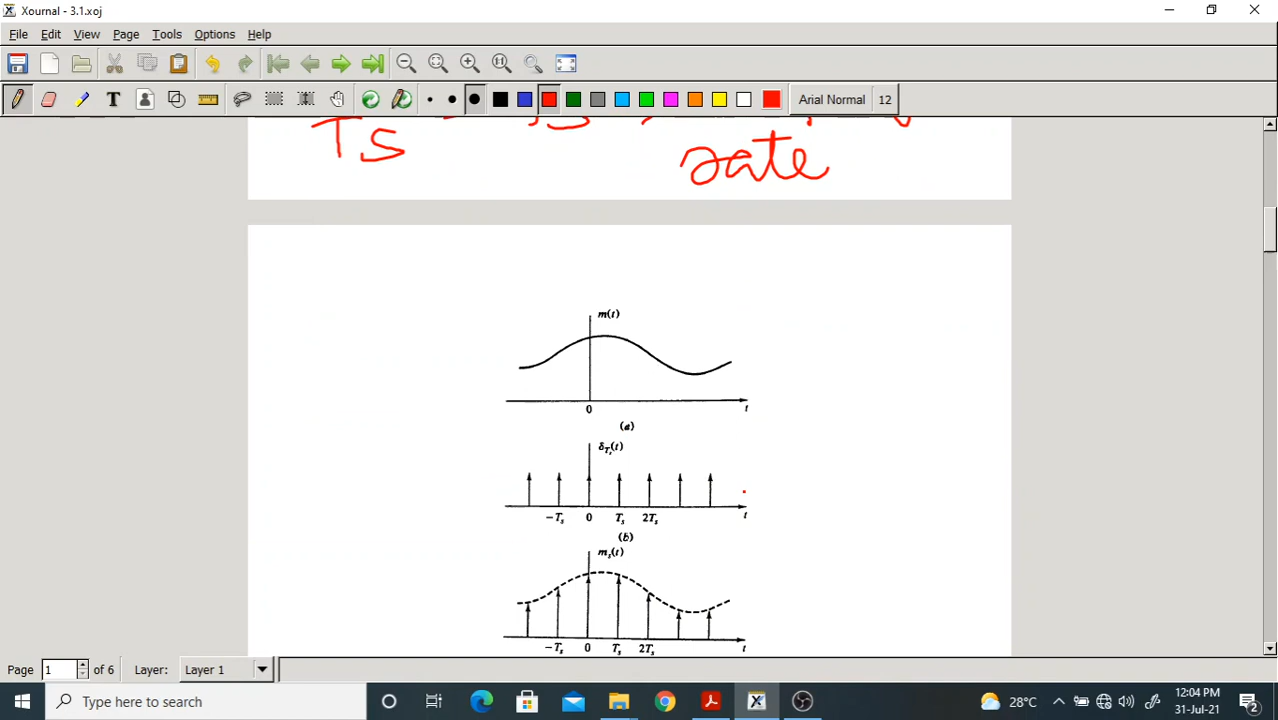 Xournal - 3.1.xoj
File Edit View Page Tools Options Help
Arial Normal 12
Ts
rate
m(t)
0 t
(a)
δTs(t)
−Ts 0 Ts 2Ts t
(b)
ms(t)
−Ts 0 Ts 2Ts t
Page 1 of 6 Layer: Layer 1
Type here to search
28°C
12:04 PM
31-Jul-21
2